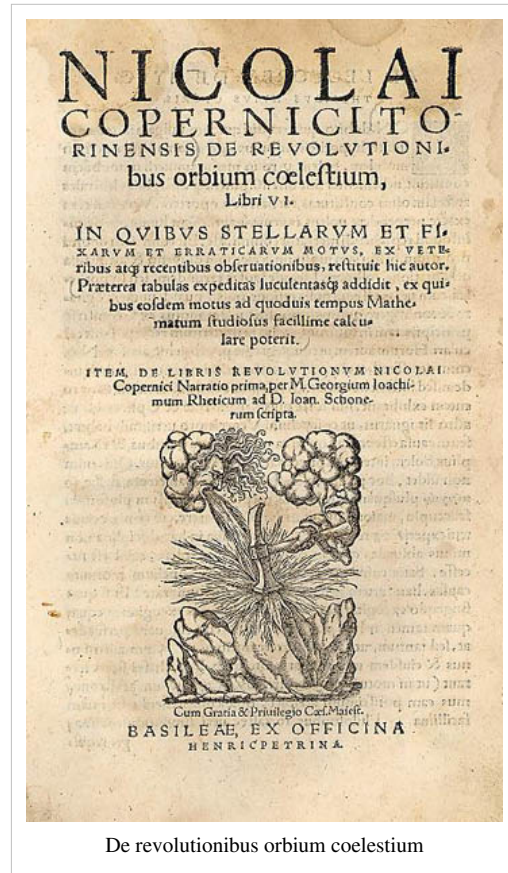 NICOLAI
COPERNICI TO-
RINENSIS DE REVOLVTIONI-
bus orbium cœleſtium,
Libri VI.
IN QVIBVS STELLARVM ET FI-
XARVM ET ERRATICARVM MOTVS, EX VETE-
ribus atꝗ recentibus obſeruationibus, reſtituit hic autor.
Præterea tabulas expeditas luculentasꝗ addidit, ex qui-
bus eoſdem motus ad quoduis tempus Mathe-
matum ſtudioſus facillime calcu-
lare poterit.
ITEM, DE LIBRIS REVOLVTIONVM NICOLAI
Copernici Narratio prima, per M. Georgium Ioachi-
mum Rheticum ad D. Ioan. Schone-
rum ſcripta.
Cum Gratia & Priuilegio Cæſ. Maieſt.
BASILEAE, EX OFFICINA
HENRICPETRINA.
De revolutionibus orbium coelestium